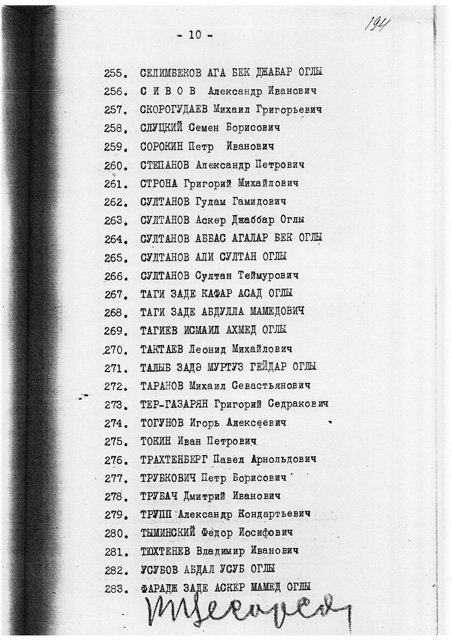 - 10 -
194
255. СЕЛИМБЕКОВ АГА БЕК ДЖАБАР ОГЛЫ
256. С И В О В Александр Иванович
257. СКОРОГУДАЕВ Михаил Григорьевич
258. СЛУЦКИЙ Семен Борисович
259. СОРОКИН Петр Иванович
260. СТЕПАНОВ Александр Петрович
261. СТРОНА Григорий Михайлович
262. СУЛТАНОВ Гулам Гамидович
263. СУЛТАНОВ Аскер Джаббар Оглы
264. СУЛТАНОВ АББАС АГАЛАР БЕК ОГЛЫ
265. СУЛТАНОВ АЛИ СУЛТАН ОГЛЫ
266. СУЛТАНОВ Султан Теймурович
267. ТАГИ ЗАДЕ КАФАР АСАД ОГЛЫ
268. ТАГИ ЗАДЕ АБДУЛЛА МАМЕДОВИЧ
269. ТАГИЕВ ИСМАИЛ АХМЕД ОГЛЫ
270. ТАКТАЕВ Леонид Михайлович
271. ТАЛЫБ ЗАДЭ МУРТУЗ ГЕЙДАР ОГЛЫ
272. ТАРАНОВ Михаил Севастьянович
273. ТЕР-ГАЗАРЯН Григорий Седракович
274. ТОГУНОВ Игорь Алексеевич
275. ТОКИН Иван Петрович
276. ТРАХТЕНБЕРГ Павел Арнольдович
277. ТРУБКОВИЧ Петр Борисович
278. ТРУБАЧ Дмитрий Иванович
279. ТРУПП Александр Кондартьевич
280. ТЫМИНСКИЙ Федор Иосифович
281. ТЮХТЕНЕВ Владимир Иванович
282. УСУБОВ АБДАЛ УСУБ ОГЛЫ
283. ФАРАДЖ ЗАДЕ АСКЕР МАМЕД ОГЛЫ